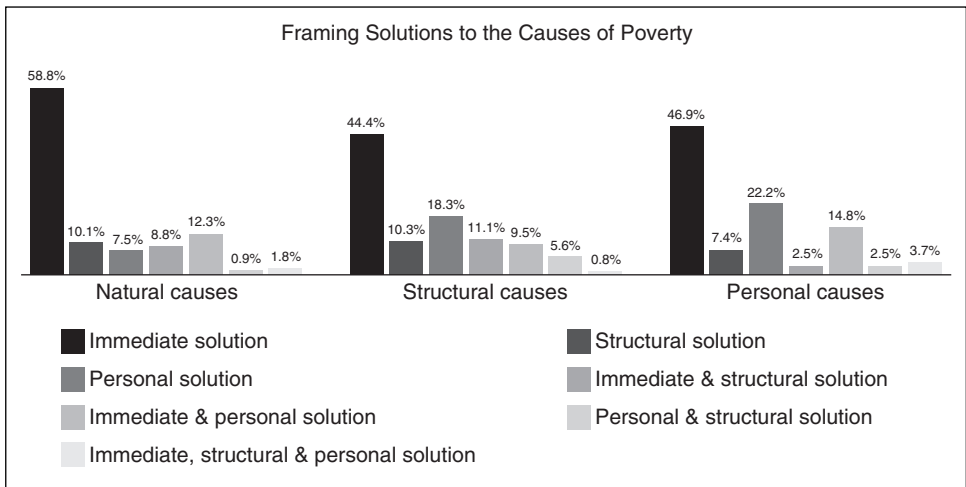 Framing Solutions to the Causes of Poverty
58.8%
10.1%
7.5%
8.8%
12.3%
0.9%
1.8%
44.4%
10.3%
18.3%
11.1%
9.5%
5.6%
0.8%
46.9%
7.4%
22.2%
2.5%
14.8%
2.5%
3.7%
Natural causes
Structural causes
Personal causes
Immediate solution
Structural solution
Personal solution
Immediate & structural solution
Immediate & personal solution
Personal & structural solution
Immediate, structural & personal solution